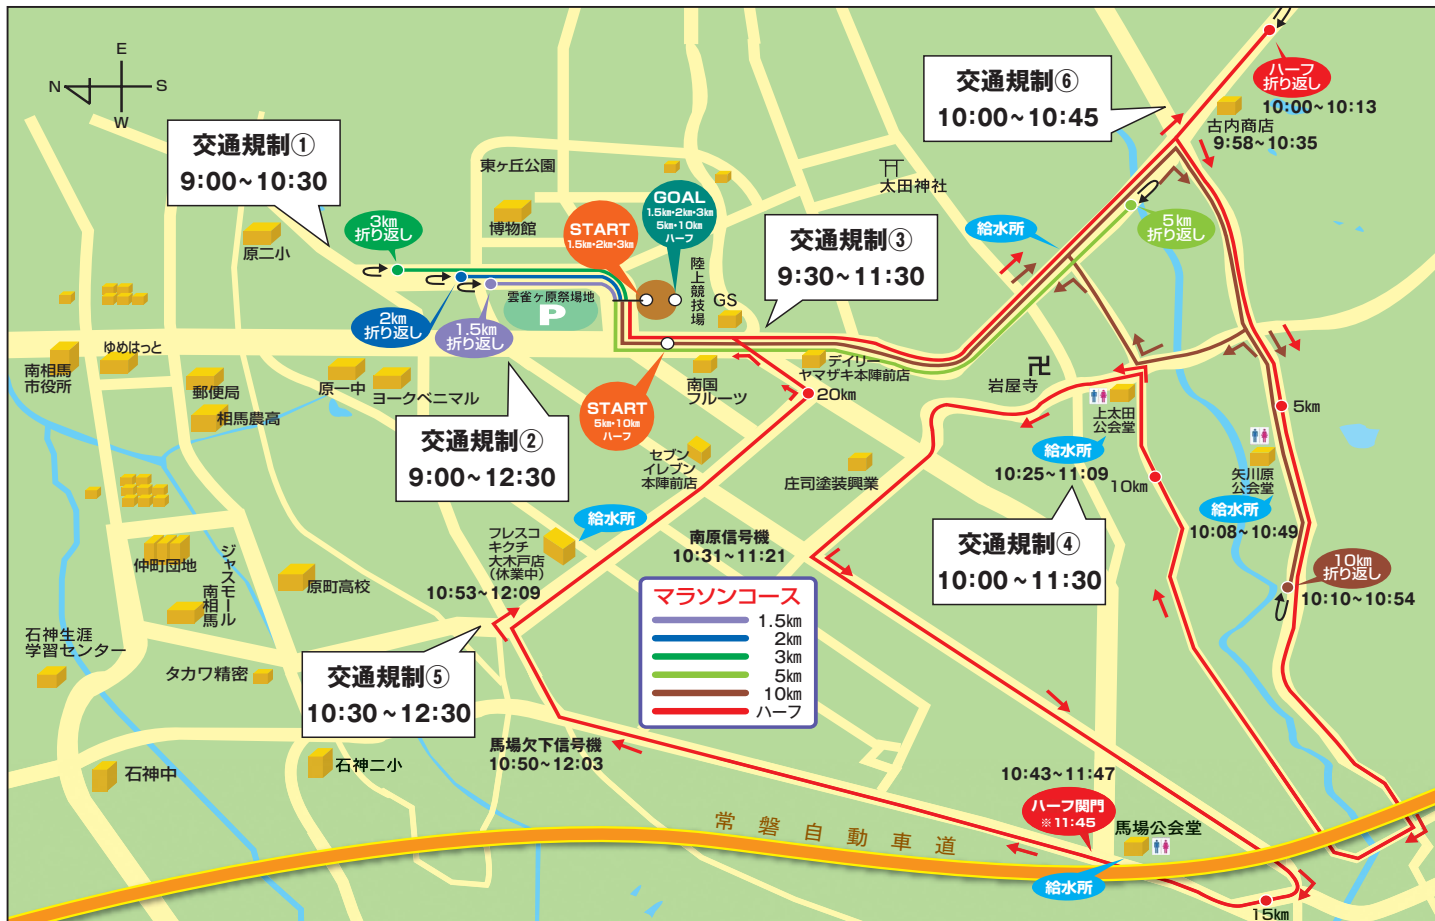 E
N
S
W
交通規制①
9:00~10:30
交通規制⑥
10:00~10:45
ハーフ
折り返し
10:00~10:13
古内商店
9:58~10:35
東ヶ丘公園
太田神社
博物館
START
1.5km・2km・3km
GOAL
1.5km・2km・3km
5km・10km
ハーフ
陸上競技場
給水所
交通規制③
9:30~11:30
5km
折り返し
3km
折り返し
原二小
2km
折り返し
1.5km
折り返し
雲雀ヶ原祭場地
P
GS
南相馬
市役所
ゆめはっと
郵便局
相馬農高
原一中
ヨークベニマル
START
5km・10km
ハーフ
南国
フルーツ
デイリー
ヤマザキ本陣前店
20km
岩屋寺
上太田
公会堂
5km
交通規制②
9:00~12:30
セブン
イレブン
本陣前店
庄司塗装興業
給水所
10:25~11:09
10km
矢川原
公会堂
給水所
10:08~10:49
交通規制④
10:00~11:30
10km
折り返し
10:10~10:54
フレスコ
キクチ
大木戸店
(休業中)
給水所
10:53~12:09
南原信号機
10:31~11:21
仲町団地
ジャスモール
南相馬
原町高校
マラソンコース
1.5km
2km
3km
5km
10km
ハーフ
石神生涯
学習センター
タカワ精密
交通規制⑤
10:30~12:30
石神中
石神二小
馬場欠下信号機
10:50~12:03
10:43~11:47
ハーフ関門
※11:45
馬場公会堂
給水所
常磐自動車道
15km